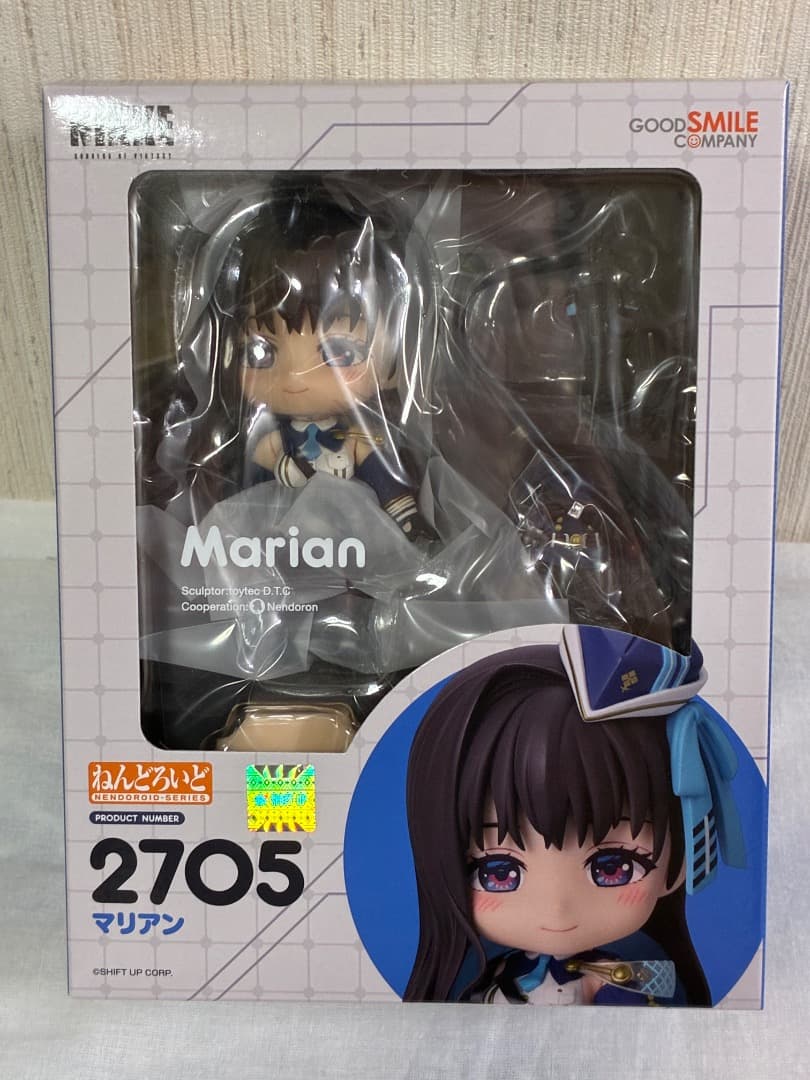 NIKKE
GODDESS OF VICTORY
GOOD SMILE
COMPANY
Marian
Sculptor:toytec D.T.C
Cooperation: Nendoron
ねんどろいど
NENDOROID-SERIES
PRODUCT NUMBER
2705
マリアン
©SHIFT UP CORP.